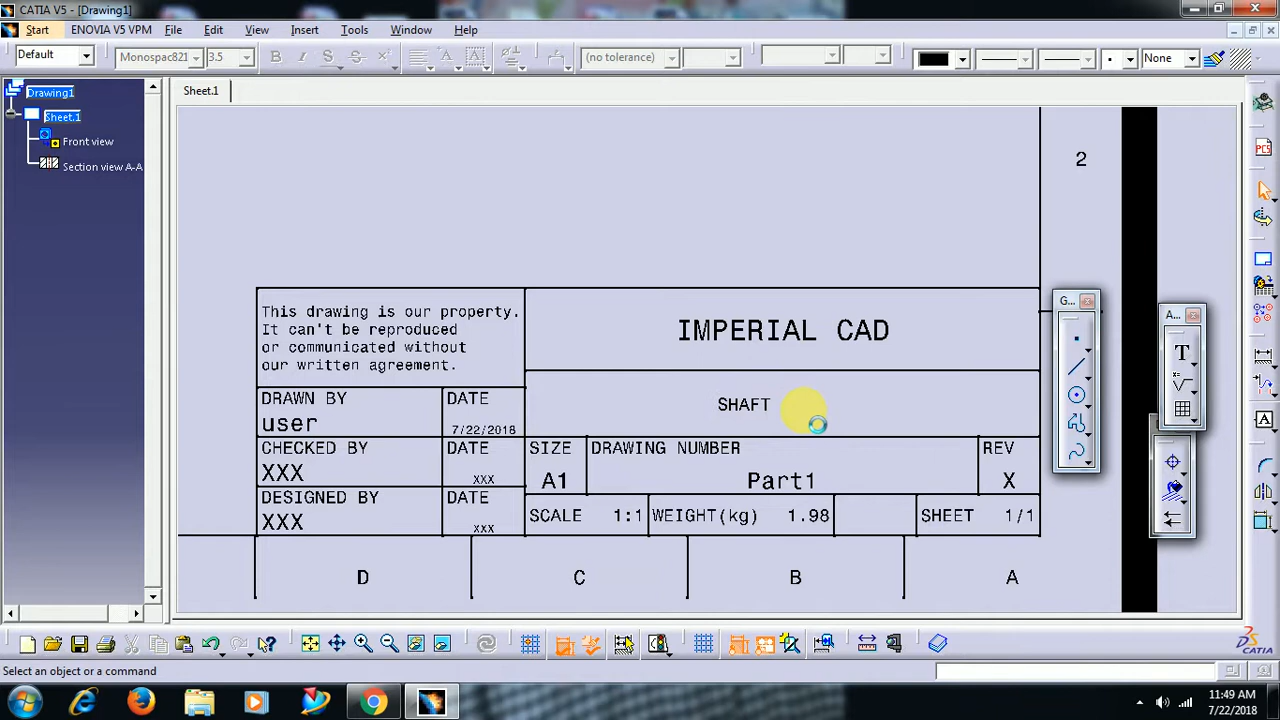 CATIA V5 - [Drawing1]
Start ENOVIA V5 VPM File Edit View Insert Tools Window Help
Default Monospac821 3.5 B I S S A A (no tolerance) None
Drawing1
Sheet.1
Front view
Section view A-A
Sheet.1
2
This drawing is our property.
It can't be reproduced
or communicated without
our written agreement.
IMPERIAL CAD
SHAFT
DRAWN BY
user
DATE
7/22/2018
CHECKED BY
XXX
DATE
xxx
DESIGNED BY
XXX
DATE
xxx
SIZE
A1
DRAWING NUMBER
Part1
REV
X
SCALE 1:1
WEIGHT(kg) 1.98
SHEET 1/1
D C B A
G...
A...
T
PCS
A
CATIA
Select an object or a command
11:49 AM
7/22/2018